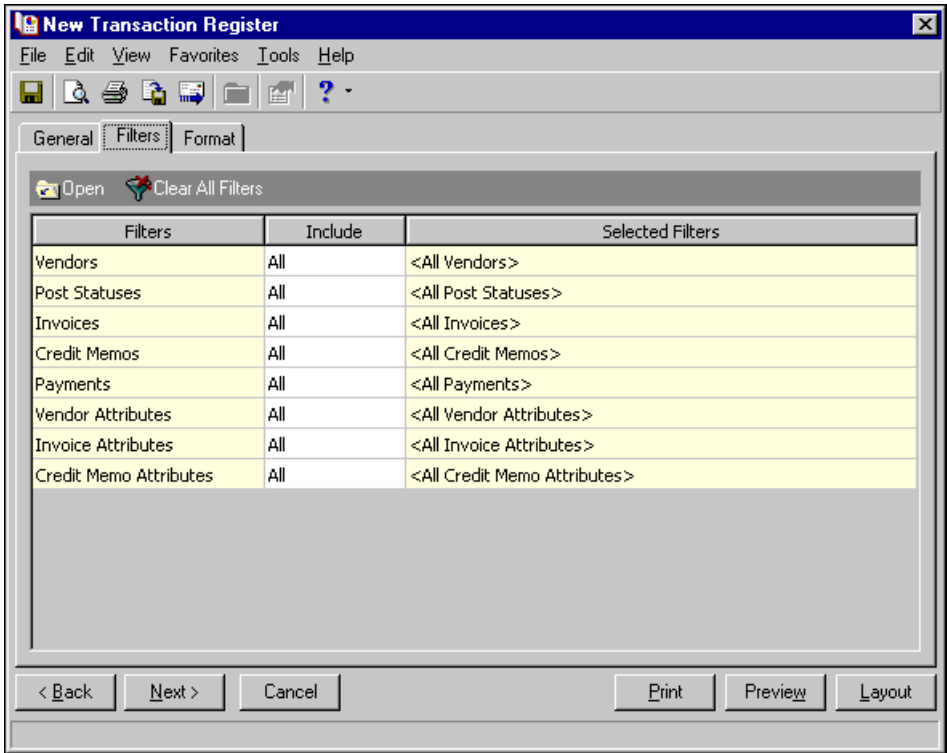 New Transaction Register
File Edit View Favorites Tools Help
?
General Filters Format
Open Clear All Filters
Filters Include Selected Filters
Vendors All <All Vendors>
Post Statuses All <All Post Statuses>
Invoices All <All Invoices>
Credit Memos All <All Credit Memos>
Payments All <All Payments>
Vendor Attributes All <All Vendor Attributes>
Invoice Attributes All <All Invoice Attributes>
Credit Memo Attributes All <All Credit Memo Attributes>
< Back Next > Cancel Print Preview Layout